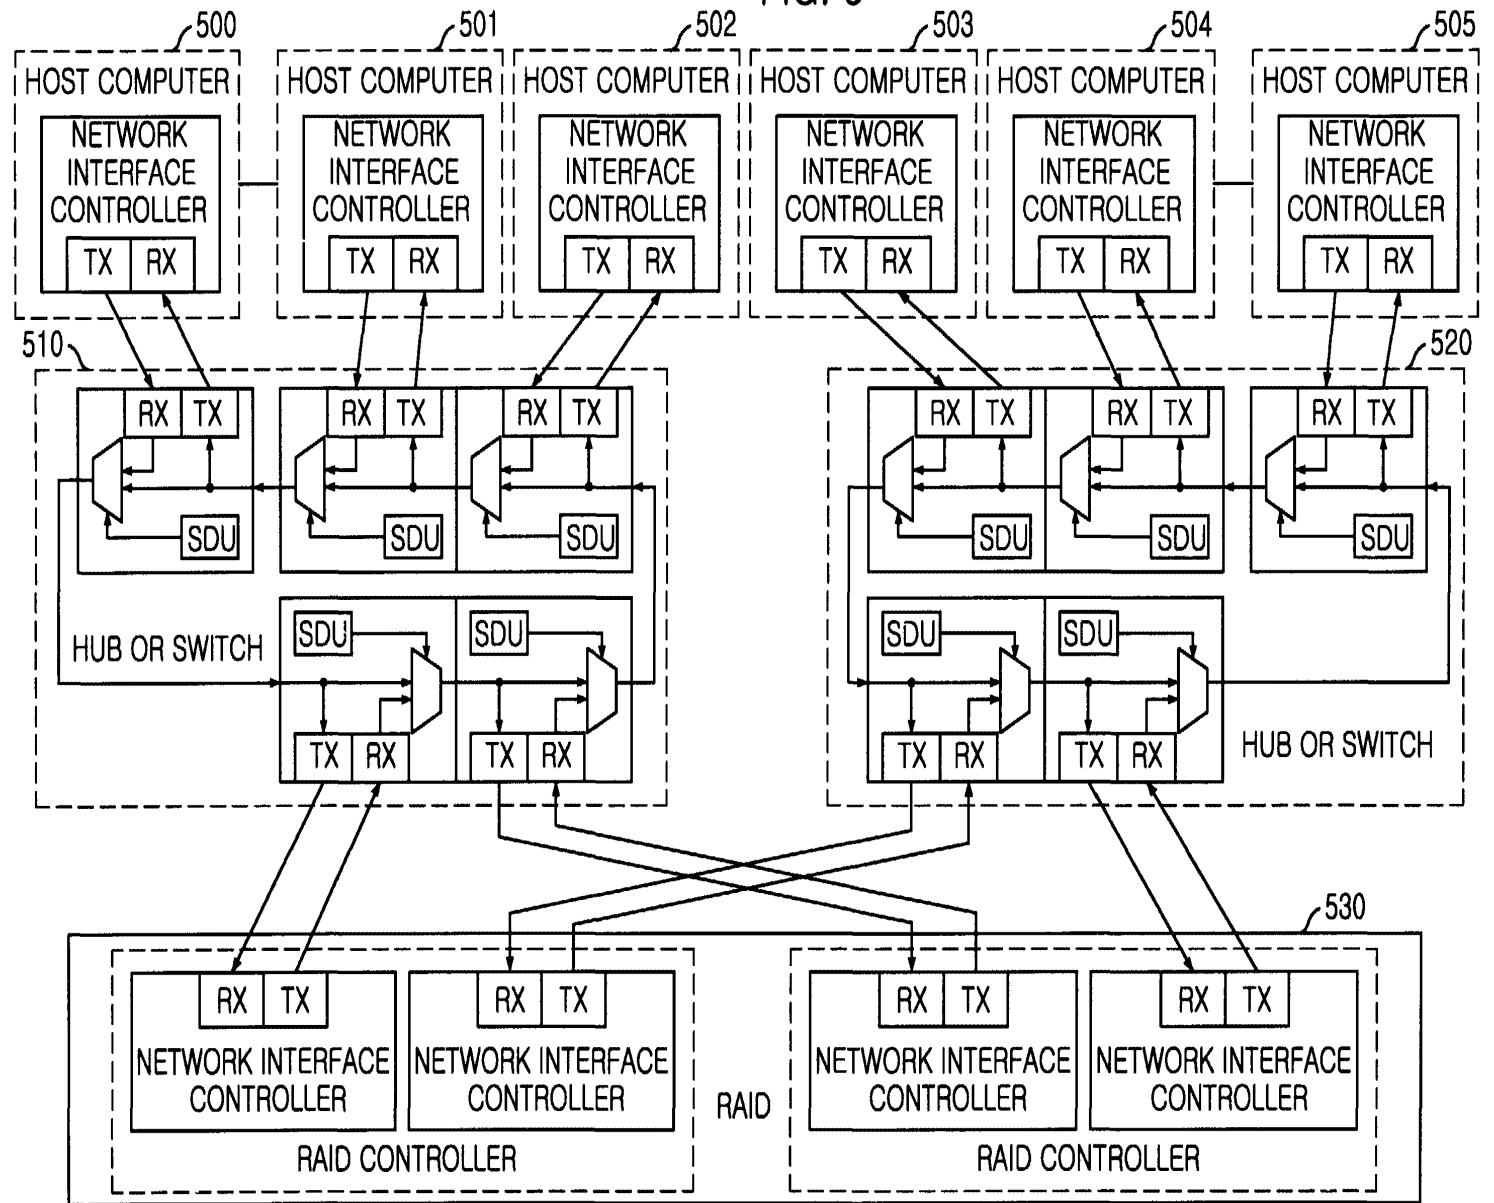 500
501
502
503
504
505
HOST COMPUTER
HOST COMPUTER
HOST COMPUTER
HOST COMPUTER
HOST COMPUTER
HOST COMPUTER
NETWORK
INTERFACE
CONTROLLER
TX RX
NETWORK
INTERFACE
CONTROLLER
TX RX
NETWORK
INTERFACE
CONTROLLER
TX RX
NETWORK
INTERFACE
CONTROLLER
TX RX
NETWORK
INTERFACE
CONTROLLER
TX RX
NETWORK
INTERFACE
CONTROLLER
TX RX
510
520
RX TX
RX TX
RX TX
RX TX
RX TX
RX TX
SDU
SDU
SDU
SDU
SDU
SDU
HUB OR SWITCH
SDU
SDU
SDU
SDU
TX RX
TX RX
TX RX
TX RX
HUB OR SWITCH
530
RX TX
NETWORK INTERFACE
CONTROLLER
RX TX
NETWORK INTERFACE
CONTROLLER
RAID CONTROLLER
RAID
RX TX
NETWORK INTERFACE
CONTROLLER
RX TX
NETWORK INTERFACE
CONTROLLER
RAID CONTROLLER